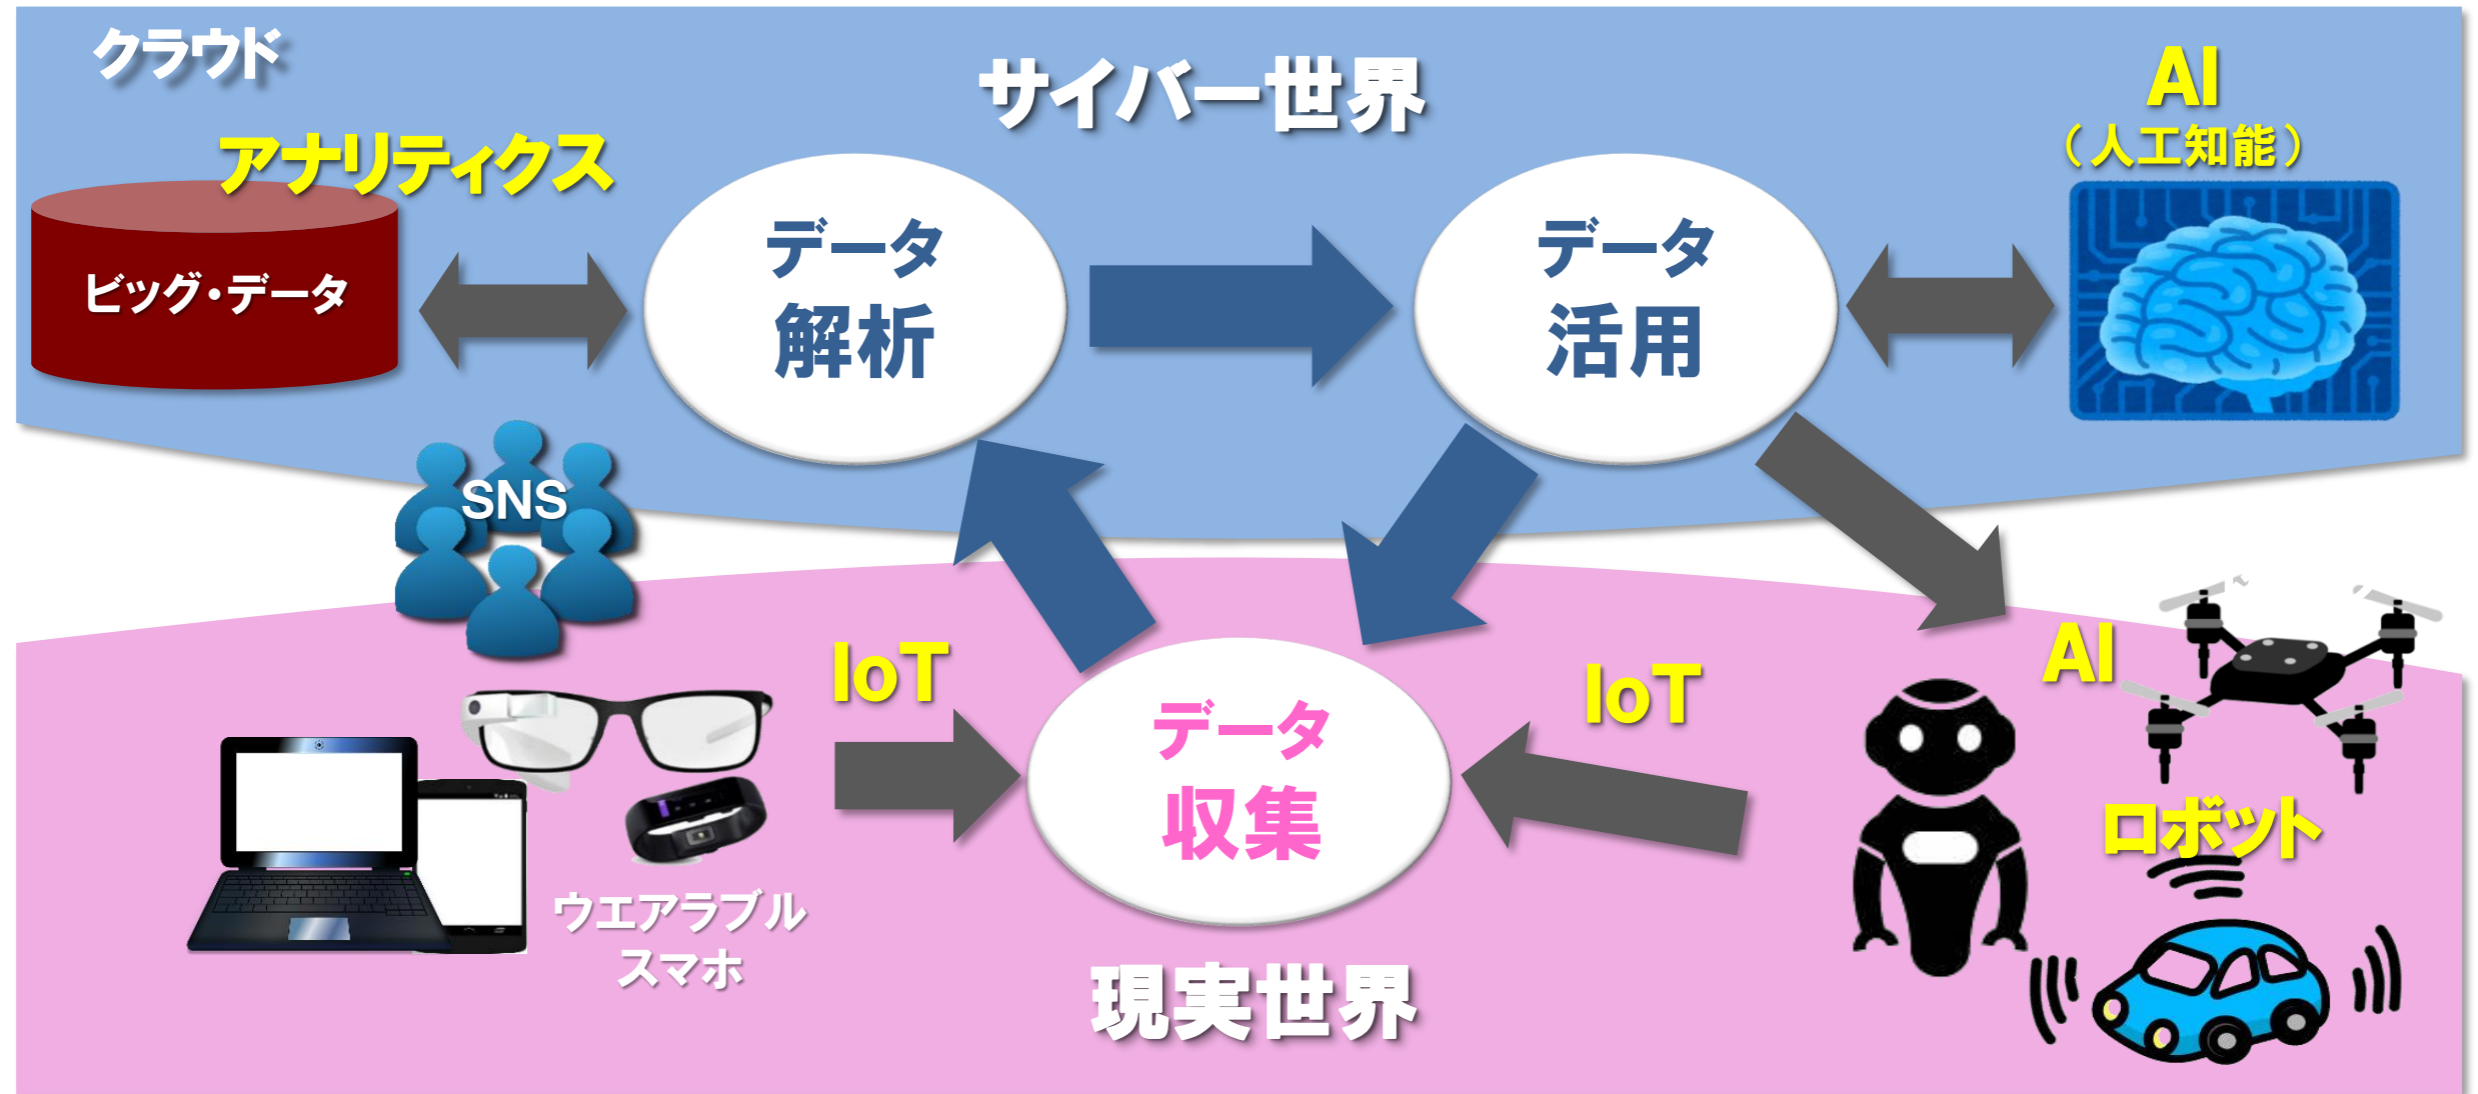 クラウド
サイバー世界
AI
（人工知能）
アナリティクス
ビッグ・データ
データ
解析
データ
活用
SNS
IoT
IoT
AI
データ
収集
ロボット
ウエアラブル
スマホ
現実世界